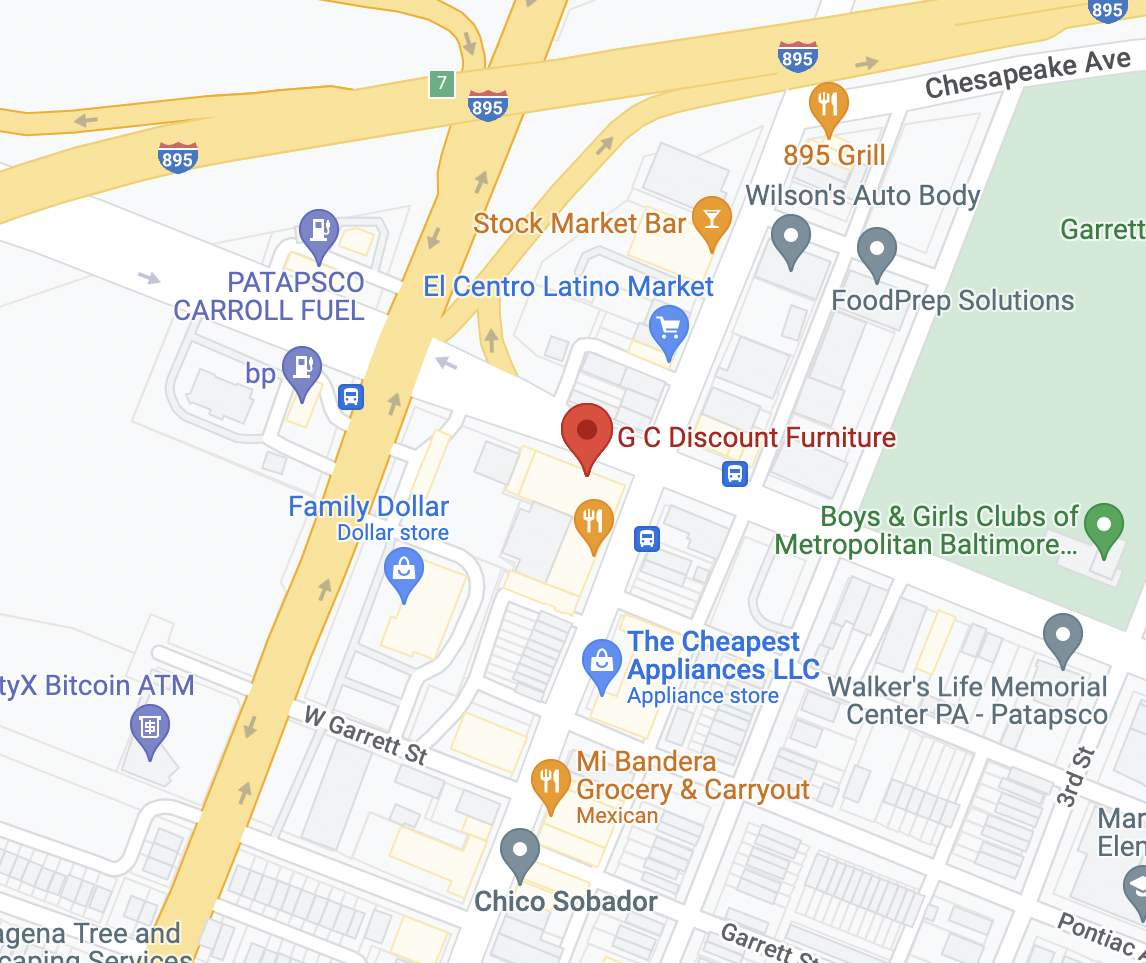 895
895
Chesapeake Ave
7
895
895
895 Grill
Wilson's Auto Body
Stock Market Bar
Garrett
PATAPSCO
CARROLL FUEL
El Centro Latino Market
FoodPrep Solutions
bp
G C Discount Furniture
Family Dollar
Dollar store
Boys & Girls Clubs of
Metropolitan Baltimore...
The Cheapest
Appliances LLC
Appliance store
tyX Bitcoin ATM
Walker's Life Memorial
Center PA - Patapsco
W Garrett St
Mi Bandera
Grocery & Carryout
Mexican
3rd St
Mar
Elen
Chico Sobador
agena Tree and
caping Services
Garrett St
Pontiac A